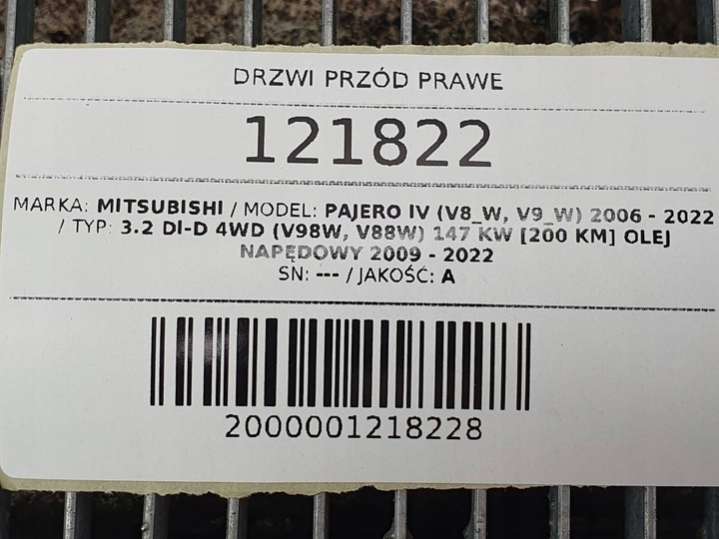 DRZWI PRZÓD PRAWE
121822
MARKA: MITSUBISHI / MODEL: PAJERO IV (V8_W, V9_W) 2006 - 2022
/ TYP: 3.2 DI-D 4WD (V98W, V88W) 147 KW [200 KM] OLEJ
NAPĘDOWY 2009 - 2022
SN: --- / JAKOŚĆ: A
2000001218228